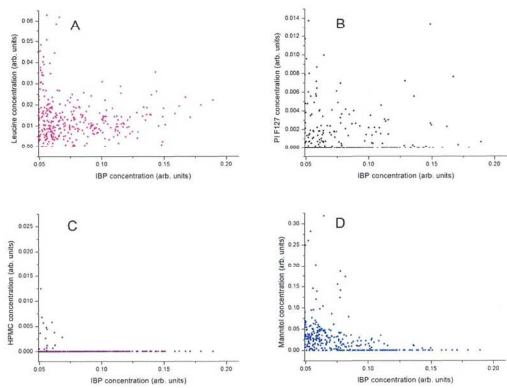 A
Leucine concentration (arb. units)
0.06
0.05
0.04
0.03
0.02
0.01
0.00
0.05 0.10 0.15 0.20
IBP concentration (arb. units)
B
Pl F127 concentration (arb. units)
0.014
0.012
0.010
0.008
0.006
0.004
0.002
0.000
0.05 0.10 0.15 0.20
IBP concentration (arb. units)
C
HPMC concentration (arb. units)
0.025
0.020
0.015
0.010
0.005
0.000
0.05 0.10 0.15 0.20
IBP concentration (arb. units)
D
Mannitol concentration (arb. units)
0.30
0.25
0.20
0.15
0.10
0.05
0.00
0.05 0.10 0.15 0.20
IBP concentration (arb. units)